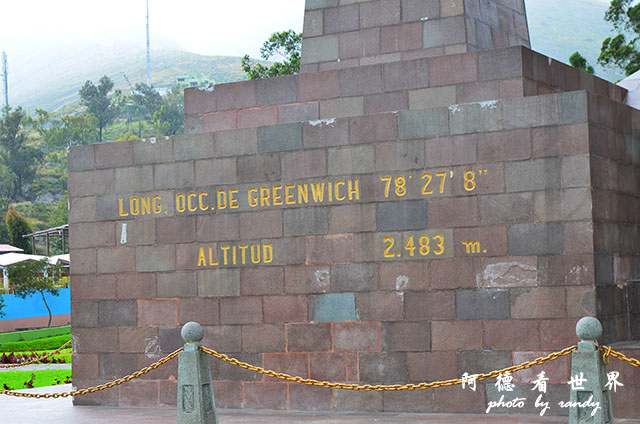 LONG. OCC. DE GREENWICH 78° 27' 8"
ALTITUD 2.483 m.
阿德看世界
photo by randy